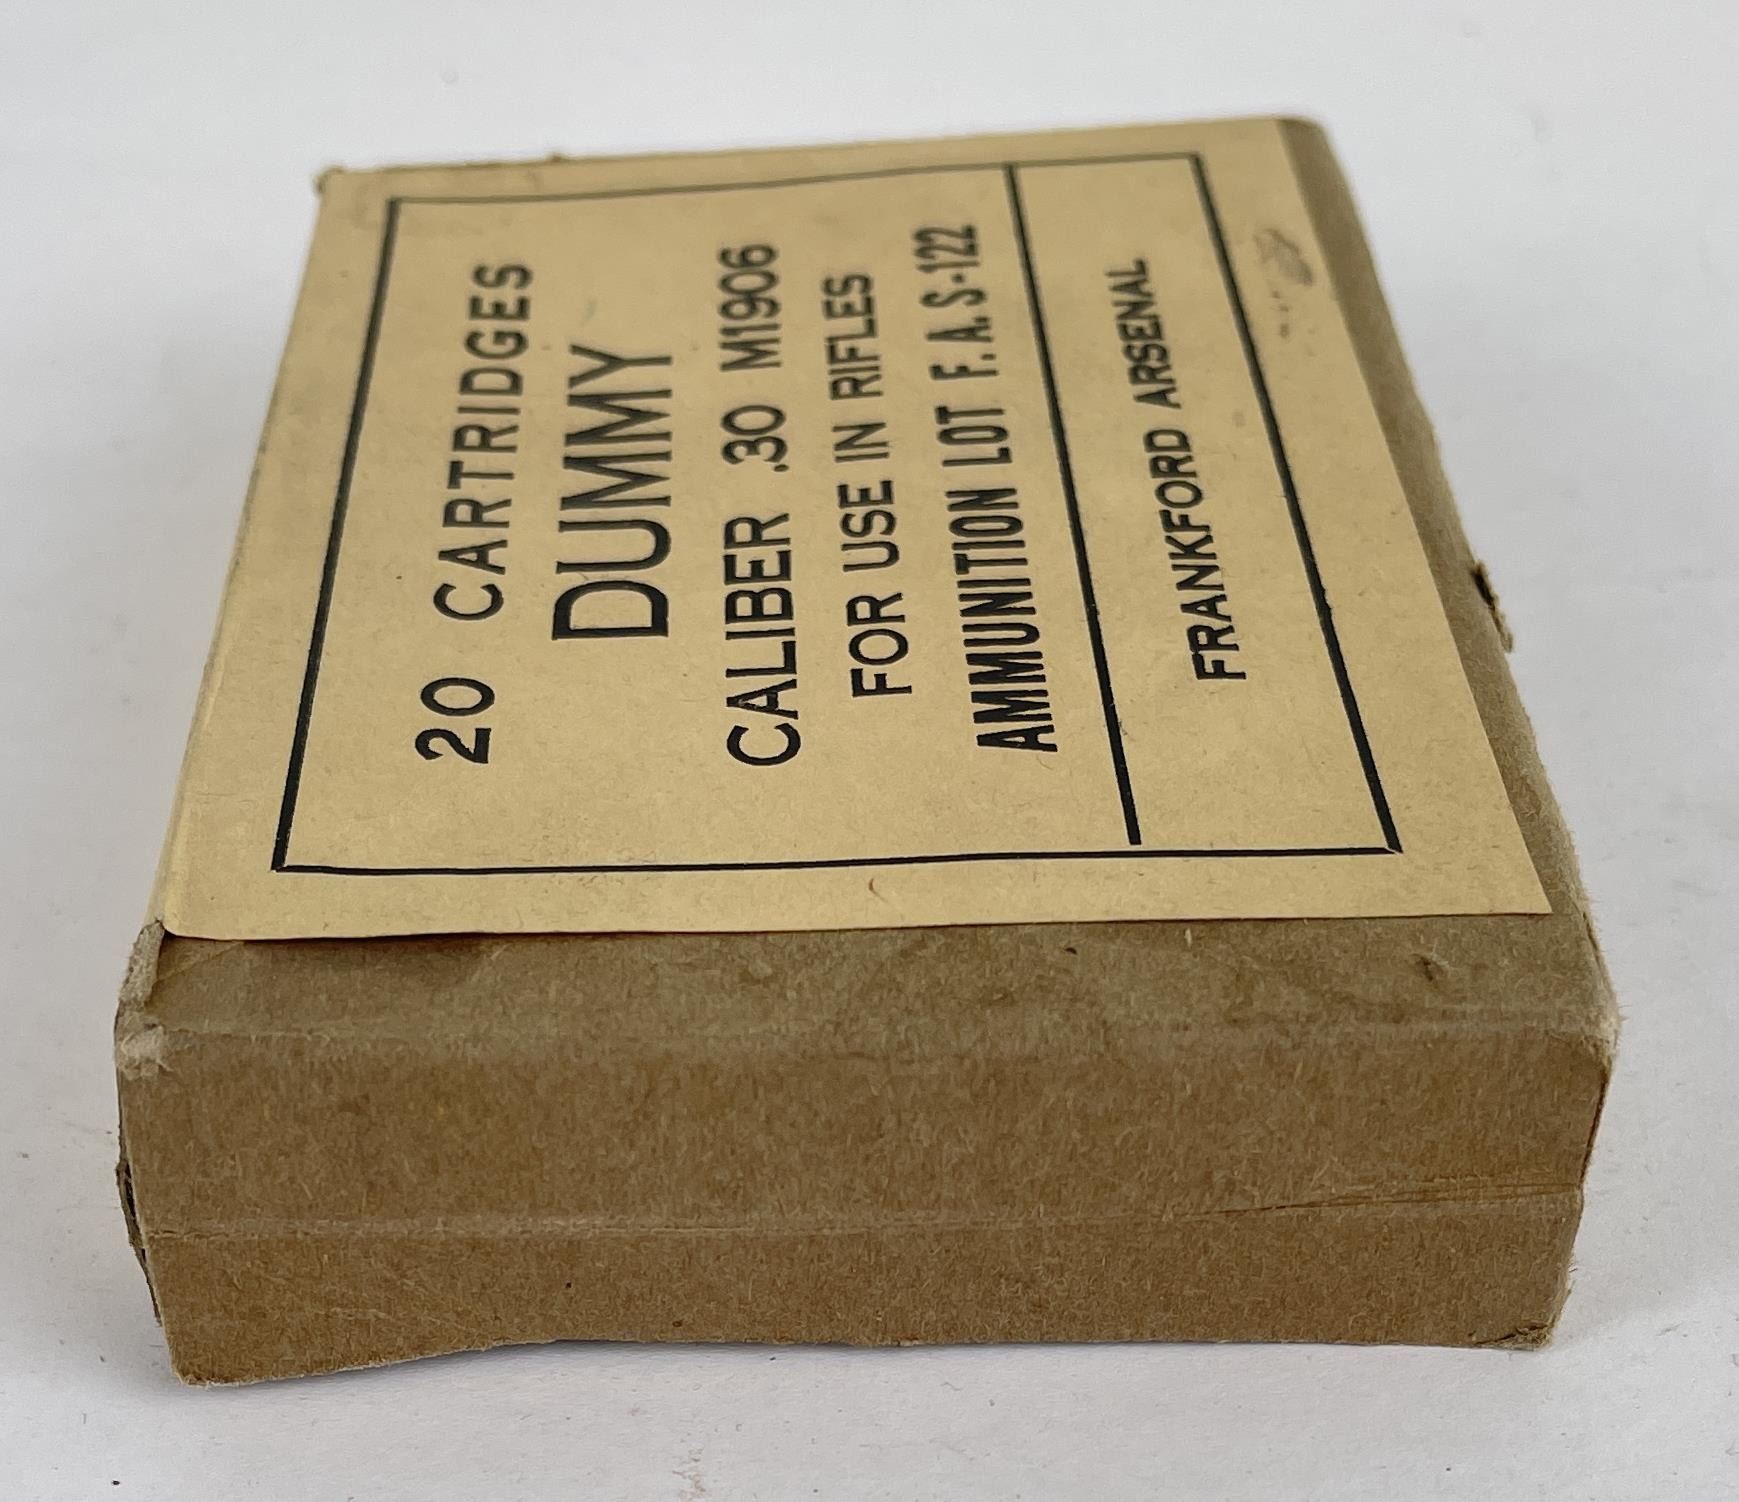 20 CARTRIDGES
DUMMY
CALIBER .30 M1906
FOR USE IN RIFLES
AMMUNITION LOT F.A.S-122
FRANKFORD ARSENAL